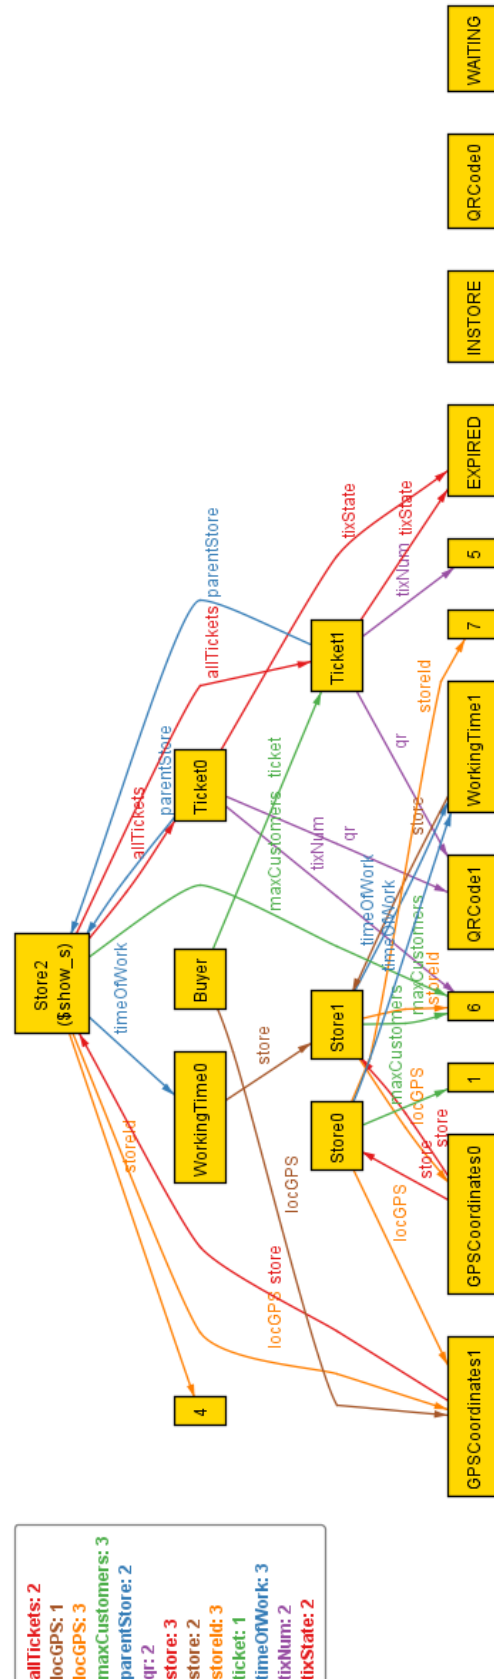 allTickets: 2
locGPS: 1
locGPS: 3
maxCustomers: 3
parentStore: 2
qr: 2
store: 3
store: 2
storeId: 3
ticket: 1
timeOfWork: 3
tixNum: 2
tixState: 2
Store2
($show_s)
storeId
locGPS
store
timeOfWork
allTickets
parentStore
allTickets
parentStore
4
WorkingTime0
Buyer
Ticket0
locGPS
store
maxCustomers
ticket
tixNum
qr
tixState
Store0
Store1
Ticket1
locGPS
store
maxCustomers
locGPS
store
timeOfWork
timeOfWork
maxCustomers
storeId
store
storeId
qr
tixNum
tixState
GPSCoordinates1
GPSCoordinates0
1
6
QRCode1
WorkingTime1
7
5
EXPIRED
INSTORE
QRCode0
WAITING